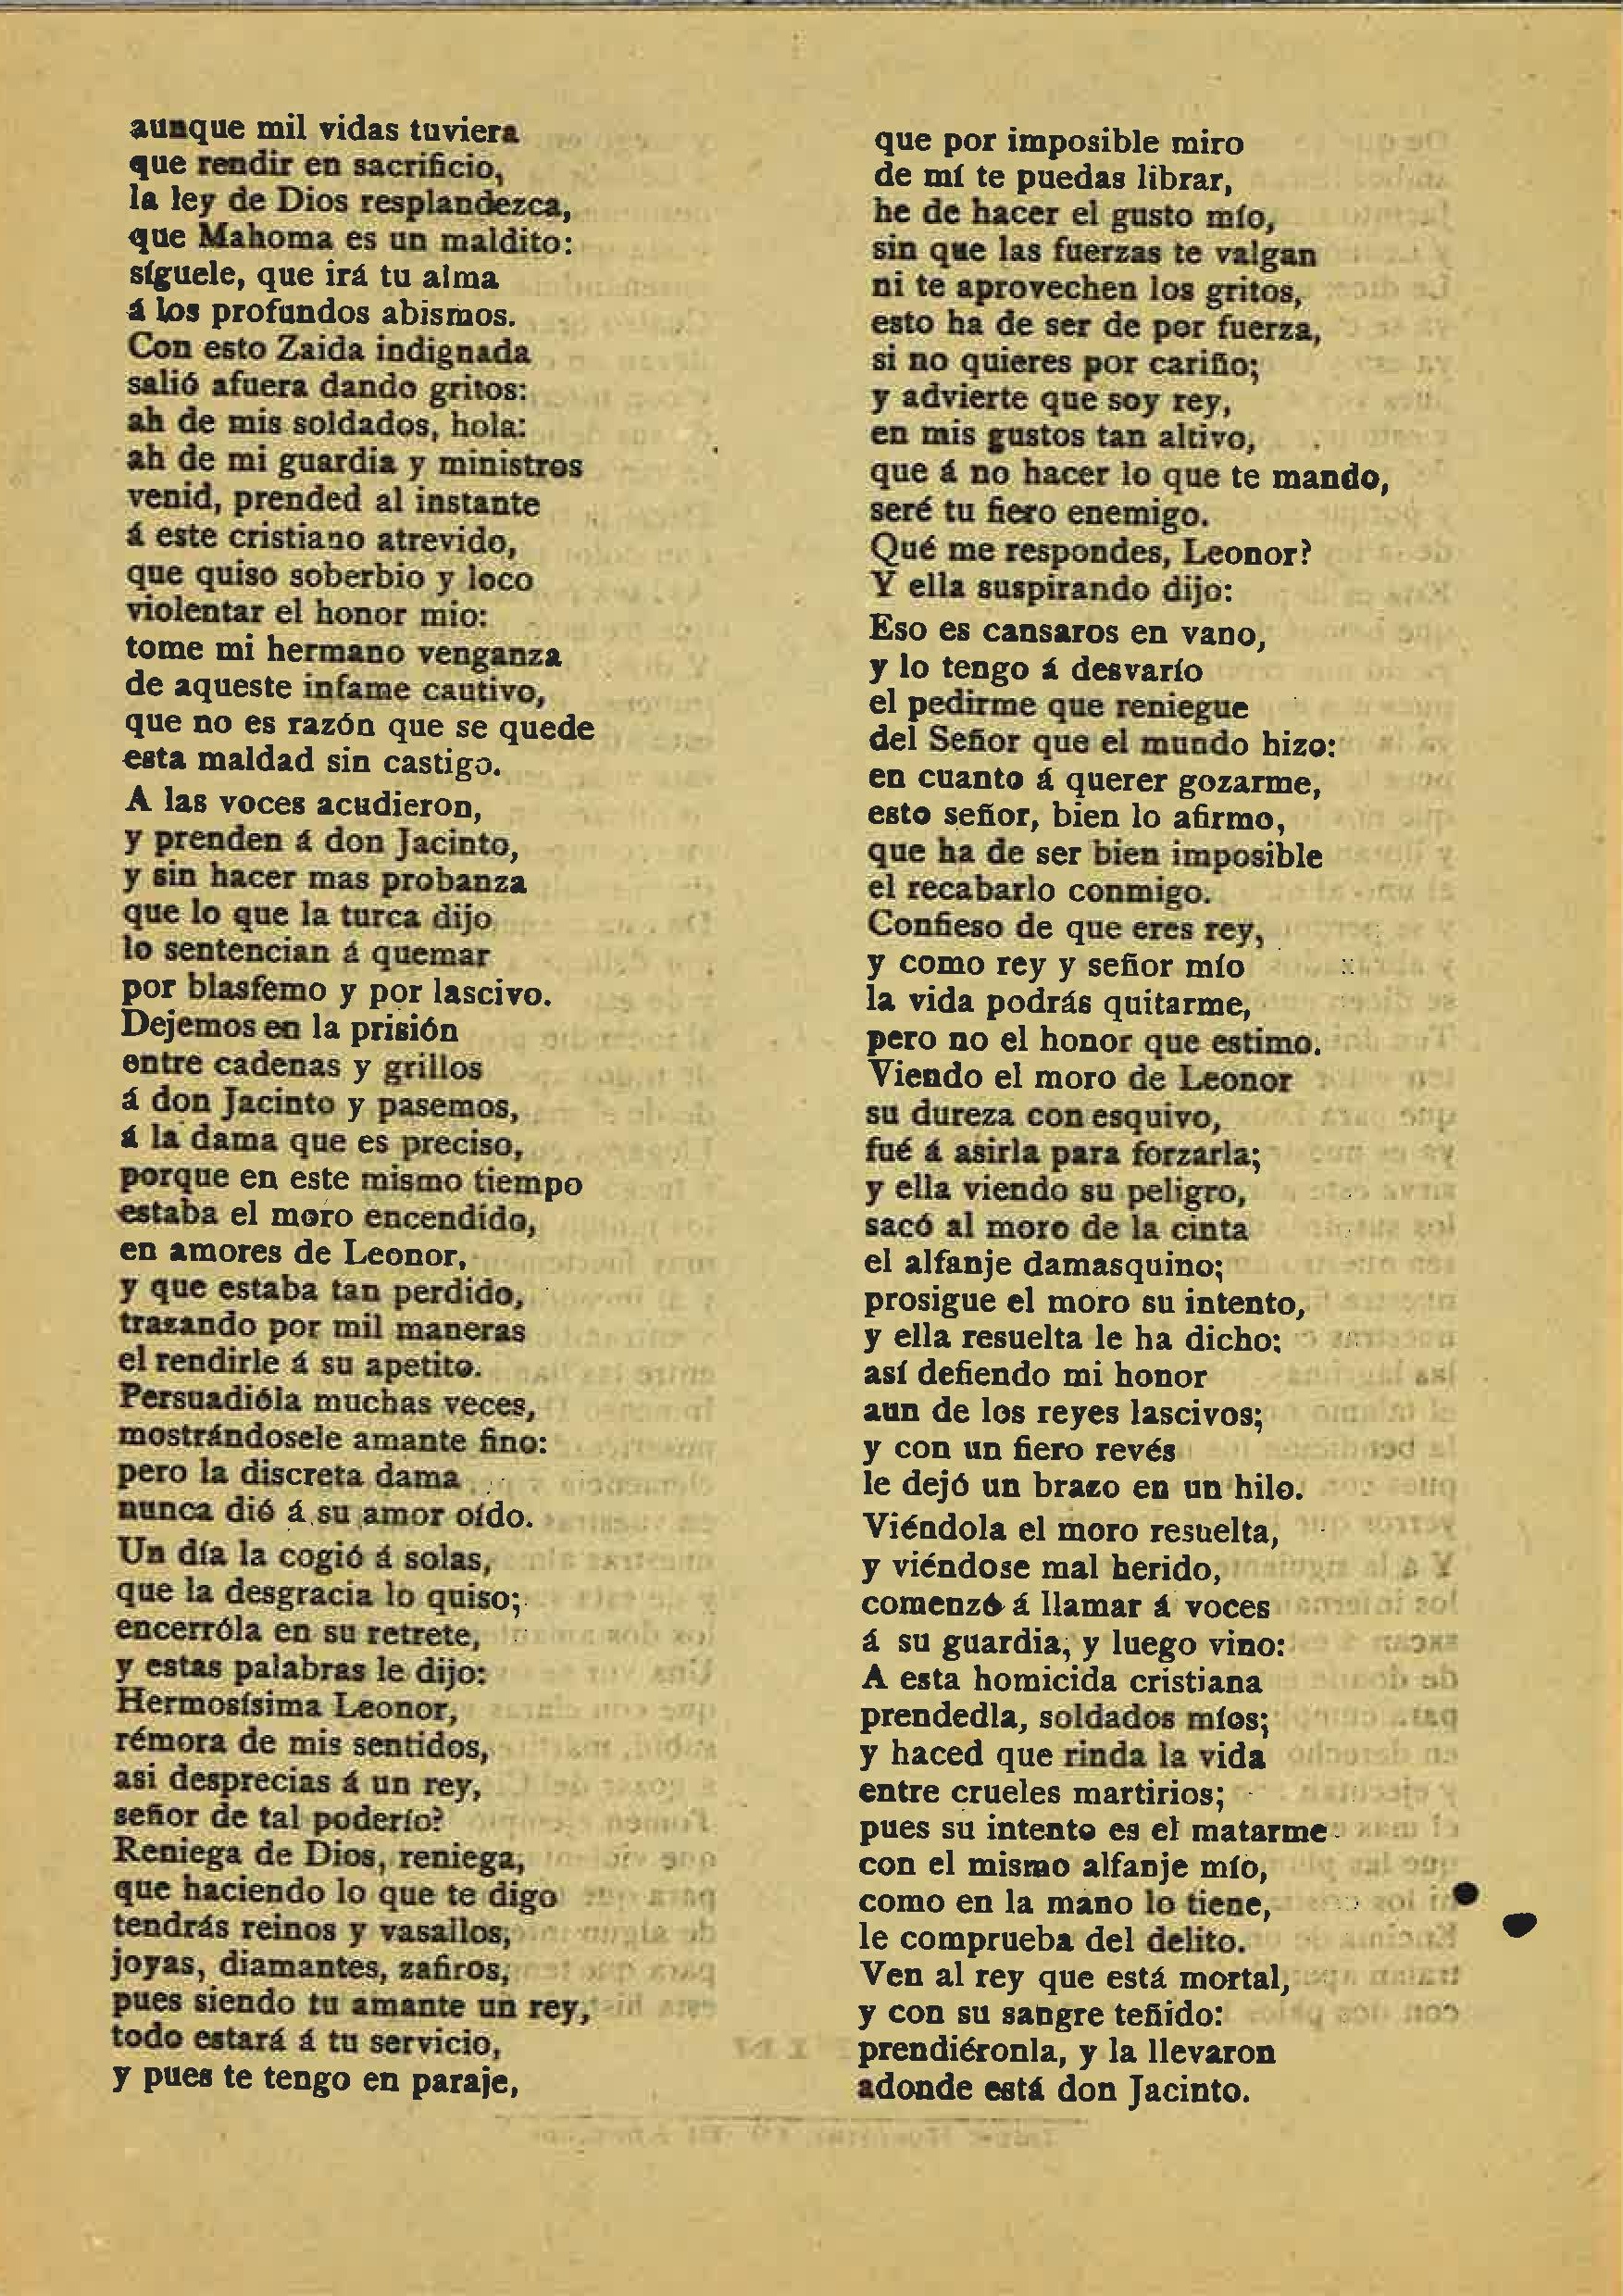 aunque mil vidas tuviera
que rendir en sacrificio,
la ley de Dios resplandezca,
que Mahoma es un maldito:
síguele, que irá tu alma
á los profundos abismos.
Con esto Zaida indignada
salió afuera dando gritos:
ah de mis soldados, hola:
ah de mi guardia y ministros
venid, prended al instante
á este cristiano atrevido,
que quiso soberbio y loco
violentar el honor mio:
tome mi hermano venganza
de aqueste infame cautivo,
que no es razón que se quede
esta maldad sin castigo.
A las voces acudieron,
y prenden á don Jacinto,
y sin hacer mas probanza
que lo que la turca dijo
lo sentencian á quemar
por blasfemo y por lascivo.
Dejemos en la prisión
entre cadenas y grillos
á don Jacinto y pasemos,
á la dama que es preciso,
porque en este mismo tiempo
estaba el moro encendido,
en amores de Leonor,
y que estaba tan perdido,
trazando por mil maneras
el rendirle á su apetito.
Persuadióla muchas veces,
mostrándosele amante fino:
pero la discreta dama
nunca dió á su amor oído.
Un día la cogió á solas,
que la desgracia lo quiso;
encerróla en su retrete,
y estas palabras le dijo:
Hermosísima Leonor,
rémora de mis sentidos,
asi desprecias á un rey,
señor de tal poderío?
Reniega de Dios, reniega,
que haciendo lo que te digo
tendrás reinos y vasallos,
joyas, diamantes, zafiros,
pues siendo tu amante un rey,
todo estará á tu servicio,
y pues te tengo en paraje,
que por imposible miro
de mí te puedas librar,
he de hacer el gusto mío,
sin que las fuerzas te valgan
ni te aprovechen los gritos,
esto ha de ser de por fuerza,
si no quieres por cariño;
y advierte que soy rey,
en mis gustos tan altivo,
que á no hacer lo que te mando,
seré tu fiero enemigo.
Qué me respondes, Leonor?
Y ella suspirando dijo:
Eso es cansaros en vano,
y lo tengo á desvarío
el pedirme que reniegue
del Señor que el mundo hizo:
en cuanto á querer gozarme,
esto señor, bien lo afirmo,
que ha de ser bien imposible
el recabarlo conmigo.
Confieso de que eres rey,
y como rey y señor mío
la vida podrás quitarme,
pero no el honor que estimo.
Viendo el moro de Leonor
su dureza con esquivo,
fué á asirla para forzarla;
y ella viendo su peligro,
sacó al moro de la cinta
el alfanje damasquino;
prosigue el moro su intento,
y ella resuelta le ha dicho:
así defiendo mi honor
aun de los reyes lascivos;
y con un fiero revés
le dejó un brazo en un hilo.
Viéndola el moro resuelta,
y viéndose mal herido,
comenzó á llamar á voces
á su guardia, y luego vino:
A esta homicida cristiana
prendedla, soldados míos;
y haced que rinda la vida
entre crueles martirios;
pues su intento es el matarme
con el mismo alfanje mío,
como en la mano lo tiene,
le comprueba del delito.
Ven al rey que está mortal,
y con su sangre teñido:
prendiéronla, y la llevaron
adonde está don Jacinto.